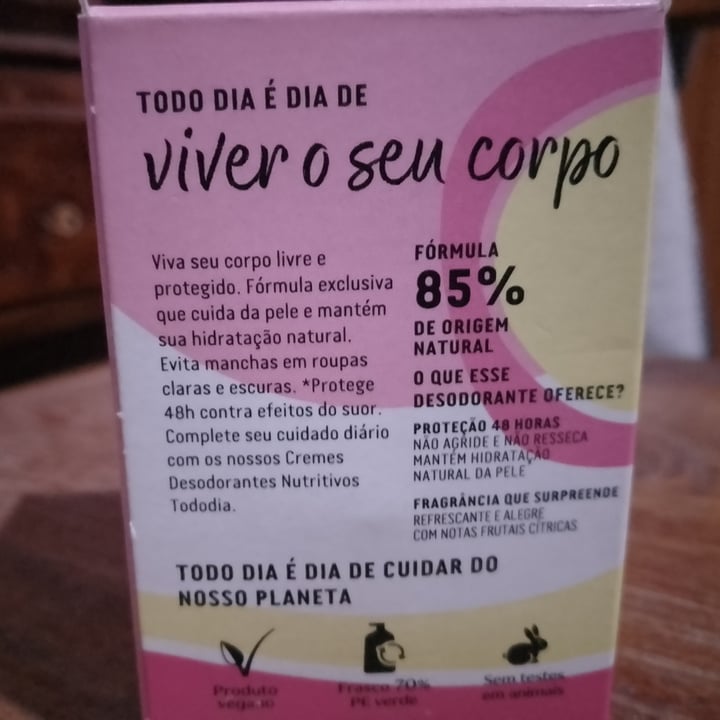 TODO DIA É DIA DE
viver o seu corpo
Viva seu corpo livre e
protegido. Fórmula exclusiva
que cuida da pele e mantém
sua hidratação natural.
Evita manchas em roupas
claras e escuras. *Protege
48h contra efeitos do suor.
Complete seu cuidado diário
com os nossos Cremes
Desodorantes Nutritivos
Tododia.
FÓRMULA
85%
DE ORIGEM
NATURAL
O QUE ESSE
DESODORANTE OFERECE?
PROTEÇÃO 48 HORAS
NÃO AGRIDE E NÃO RESSECA
MANTÉM HIDRATAÇÃO
NATURAL DA PELE
FRAGRÂNCIA QUE SURPREENDE
REFRESCANTE E ALEGRE
COM NOTAS FRUTAIS CÍTRICAS
TODO DIA É DIA DE CUIDAR DO
NOSSO PLANETA
Produto
vegano
Frasco 70%
PE verde
Sem testes
em animais